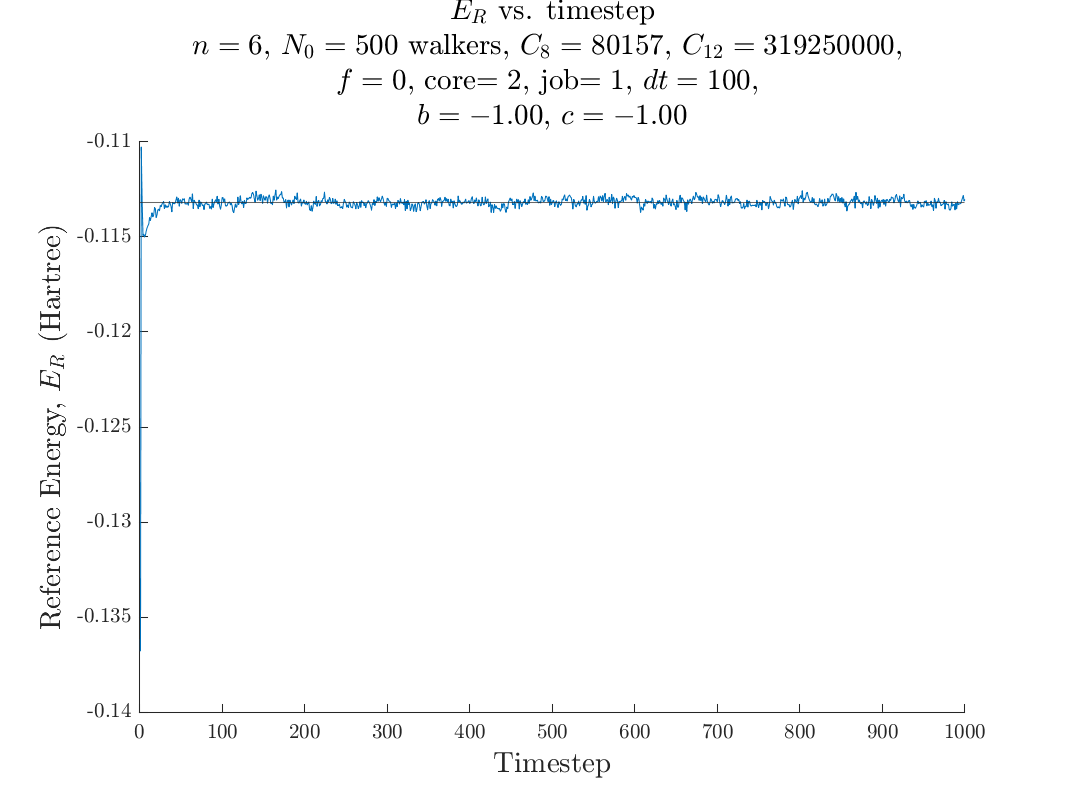 E_R vs. timestep
n = 6, N_0 = 500 walkers, C_8 = 80157, C_12 = 319250000,
f = 0, core= 2, job= 1, dt = 100,
b = −1.00, c = −1.00
Reference Energy, E_R (Hartree)
-0.11
-0.115
-0.12
-0.125
-0.13
-0.135
-0.14
0 100 200 300 400 500 600 700 800 900 1000
Timestep